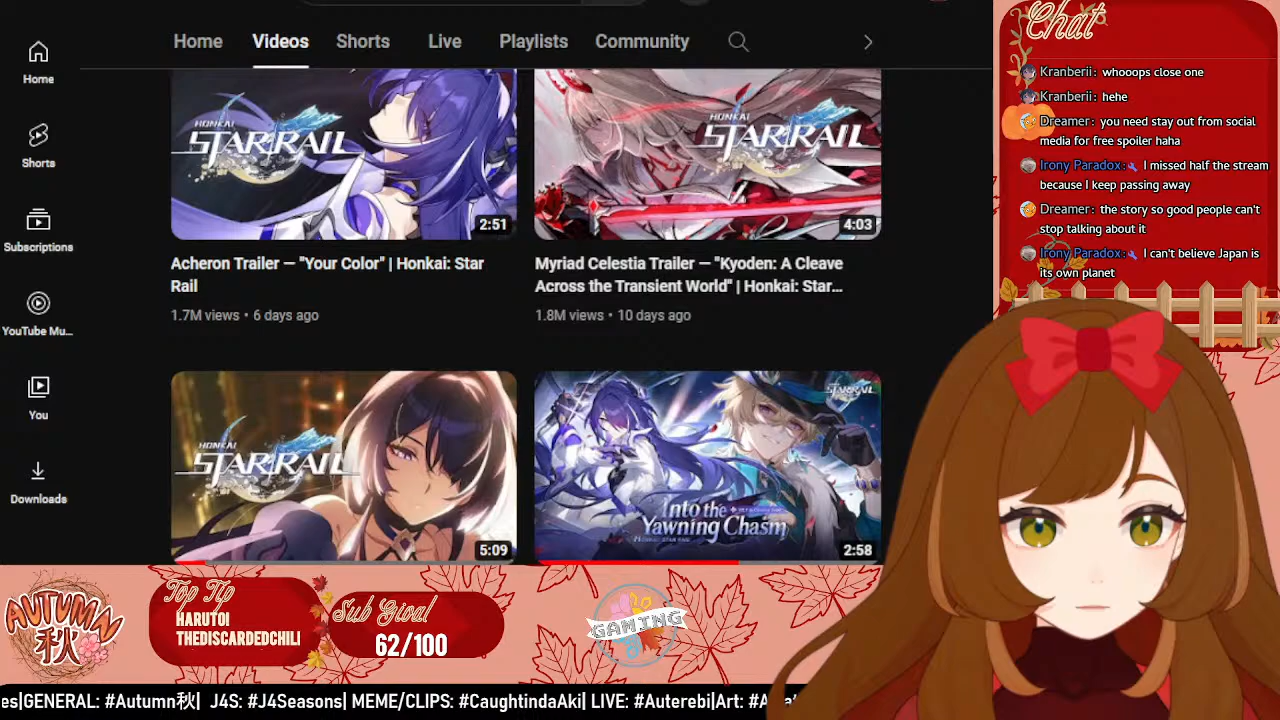 Home
Videos
Shorts
Live
Playlists
Community
Home
Shorts
Subscriptions
YouTube Mu...
You
Downloads
HONKAI
STAR RAIL
2:51
HONKAI
STAR RAIL
4:03
Acheron Trailer — "Your Color" | Honkai: Star
Rail
1.7M views • 6 days ago
Myriad Celestia Trailer — "Kyoden: A Cleave
Across the Transient World" | Honkai: Star...
1.8M views • 10 days ago
HONKAI
STAR RAIL
5:09
STAR RAIL
Into the
Yawning Chasm
2:58
Chat
Kranberii: whooops close one
Kranberii: hehe
Dreamer: you need stay out from social
media for free spoiler haha
Irony Paradox: I missed half the stream
because I keep passing away
Dreamer: the story so good people can't
stop talking about it
Irony Paradox: I can't believe Japan is
its own planet
AUTUMN
秋
Top Tip
HARUTOI
THEDISCARDEDCHILI
Sub Goal
62/100
GAMING
es|GENERAL: #Autumn秋| J4S: #J4Seasons| MEME/CLIPS: #CaughtindaAki| LIVE: #Auterebi|Art: #A